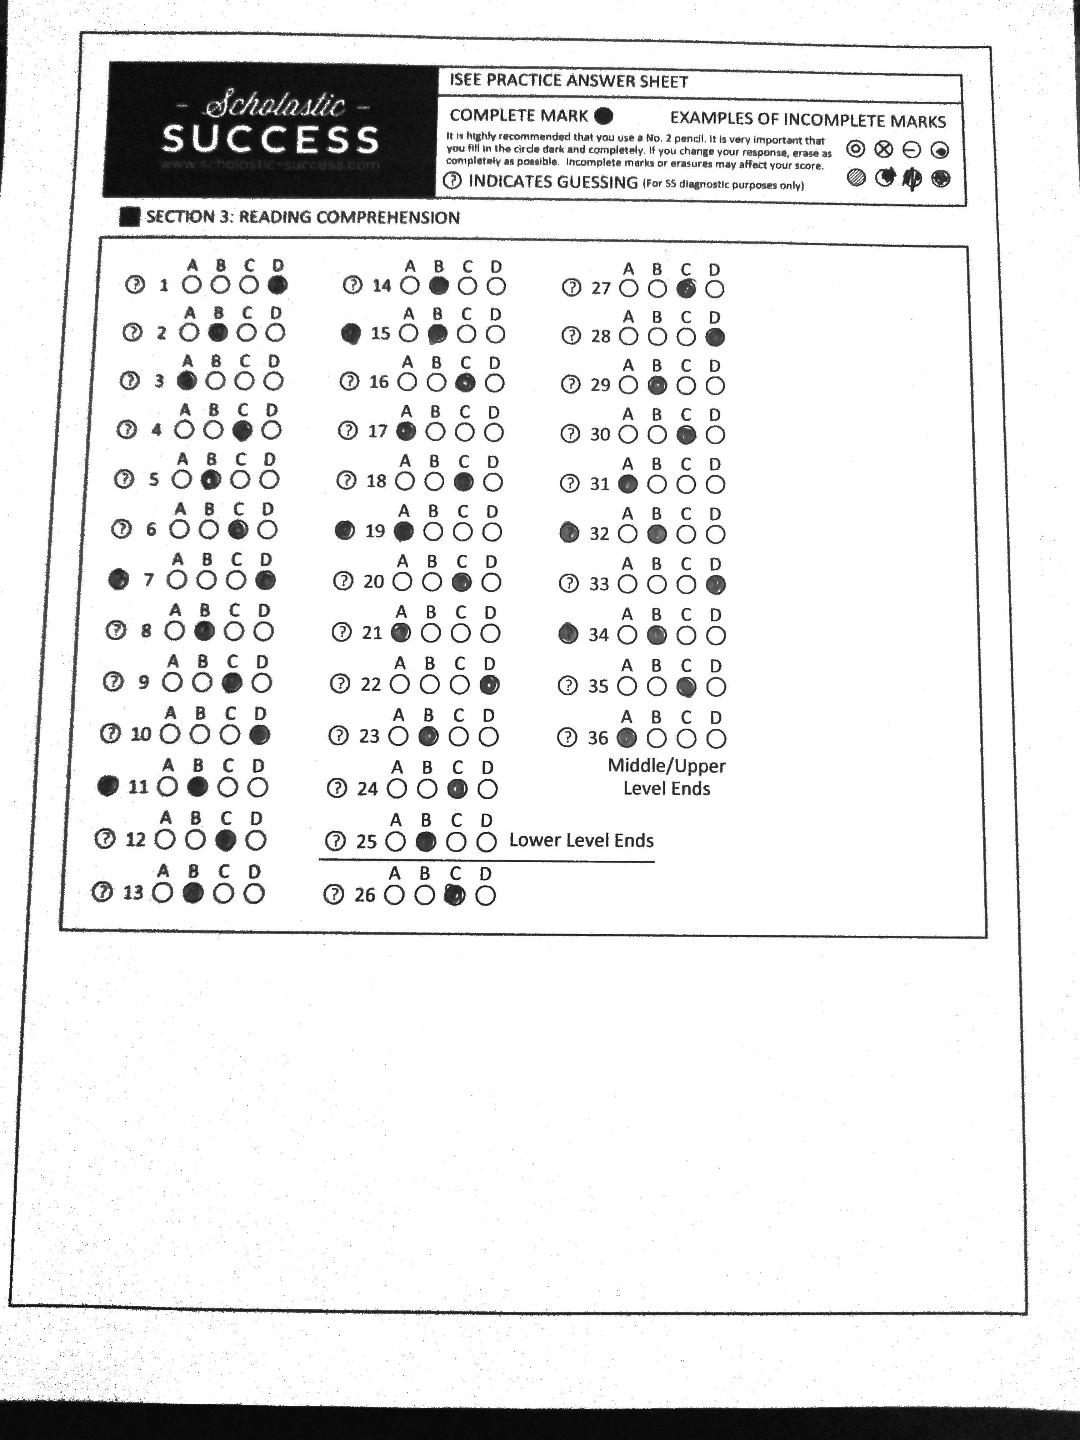 - Scholastic -
SUCCESS
www.scholastic-success.com
ISEE PRACTICE ANSWER SHEET
COMPLETE MARK
EXAMPLES OF INCOMPLETE MARKS
It is highly recommended that you use a No. 2 pencil. It is very important that
you fill in the circle dark and completely. If you change your response, erase as
completely as possible. Incomplete marks or erasures may affect your score.
? INDICATES GUESSING (For SS diagnostic purposes only)
SECTION 3: READING COMPREHENSION
A B C D
? 1
A B C D
? 2
A B C D
? 3
A B C D
? 4
A B C D
? 5
A B C D
? 6
A B C D
7
A B C D
? 8
A B C D
? 9
A B C D
? 10
A B C D
11
A B C D
? 12
A B C D
? 13
A B C D
? 14
A B C D
15
A B C D
? 16
A B C D
? 17
A B C D
? 18
A B C D
19
A B C D
? 20
A B C D
? 21
A B C D
? 22
A B C D
? 23
A B C D
? 24
A B C D
? 25
Lower Level Ends
A B C D
? 26
A B C D
? 27
A B C D
? 28
A B C D
? 29
A B C D
? 30
A B C D
? 31
A B C D
? 32
A B C D
? 33
A B C D
? 34
A B C D
? 35
A B C D
? 36
Middle/Upper
Level Ends